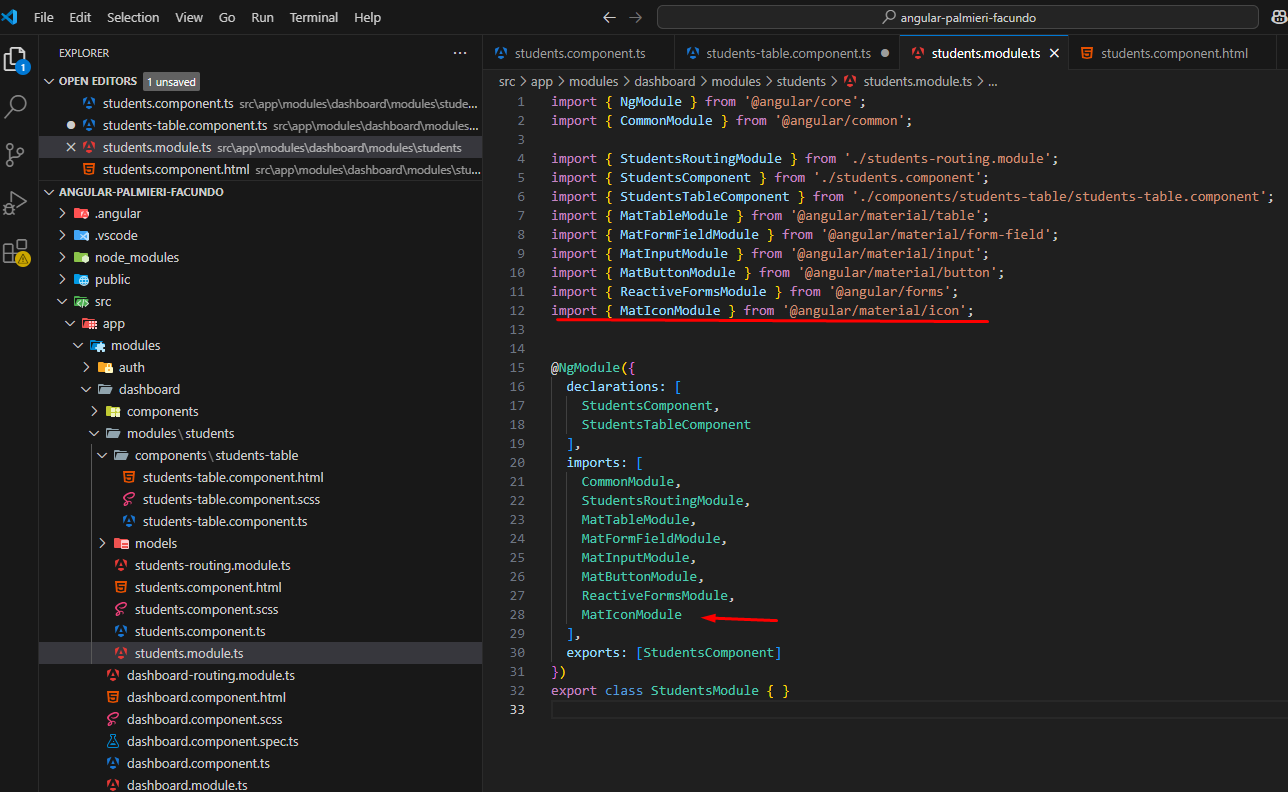 File Edit Selection View Go Run Terminal Help
angular-palmieri-facundo
1
EXPLORER
OPEN EDITORS 1 unsaved
students.component.ts src\app\modules\dashboard\modules\stude...
students-table.component.ts src\app\modules\dashboard\modules...
students.module.ts src\app\modules\dashboard\modules\students
students.component.html src\app\modules\dashboard\modules\stu...
ANGULAR-PALMIERI-FACUNDO
.angular
.vscode
node_modules
public
src
app
modules
auth
dashboard
components
modules\students
components\students-table
students-table.component.html
students-table.component.scss
students-table.component.ts
models
students-routing.module.ts
students.component.html
students.component.scss
students.component.ts
students.module.ts
dashboard-routing.module.ts
dashboard.component.html
dashboard.component.scss
dashboard.component.spec.ts
dashboard.component.ts
dashboard.module.ts
students.component.ts students-table.component.ts students.module.ts students.component.html
src > app > modules > dashboard > modules > students > students.module.ts > ...
1 import { NgModule } from '@angular/core';
2 import { CommonModule } from '@angular/common';
3
4 import { StudentsRoutingModule } from './students-routing.module';
5 import { StudentsComponent } from './students.component';
6 import { StudentsTableComponent } from './components/students-table/students-table.component';
7 import { MatTableModule } from '@angular/material/table';
8 import { MatFormFieldModule } from '@angular/material/form-field';
9 import { MatInputModule } from '@angular/material/input';
10 import { MatButtonModule } from '@angular/material/button';
11 import { ReactiveFormsModule } from '@angular/forms';
12 import { MatIconModule } from '@angular/material/icon';
13
14
15 @NgModule({
16 declarations: [
17 StudentsComponent,
18 StudentsTableComponent
19 ],
20 imports: [
21 CommonModule,
22 StudentsRoutingModule,
23 MatTableModule,
24 MatFormFieldModule,
25 MatInputModule,
26 MatButtonModule,
27 ReactiveFormsModule,
28 MatIconModule
29 ],
30 exports: [StudentsComponent]
31 })
32 export class StudentsModule { }
33